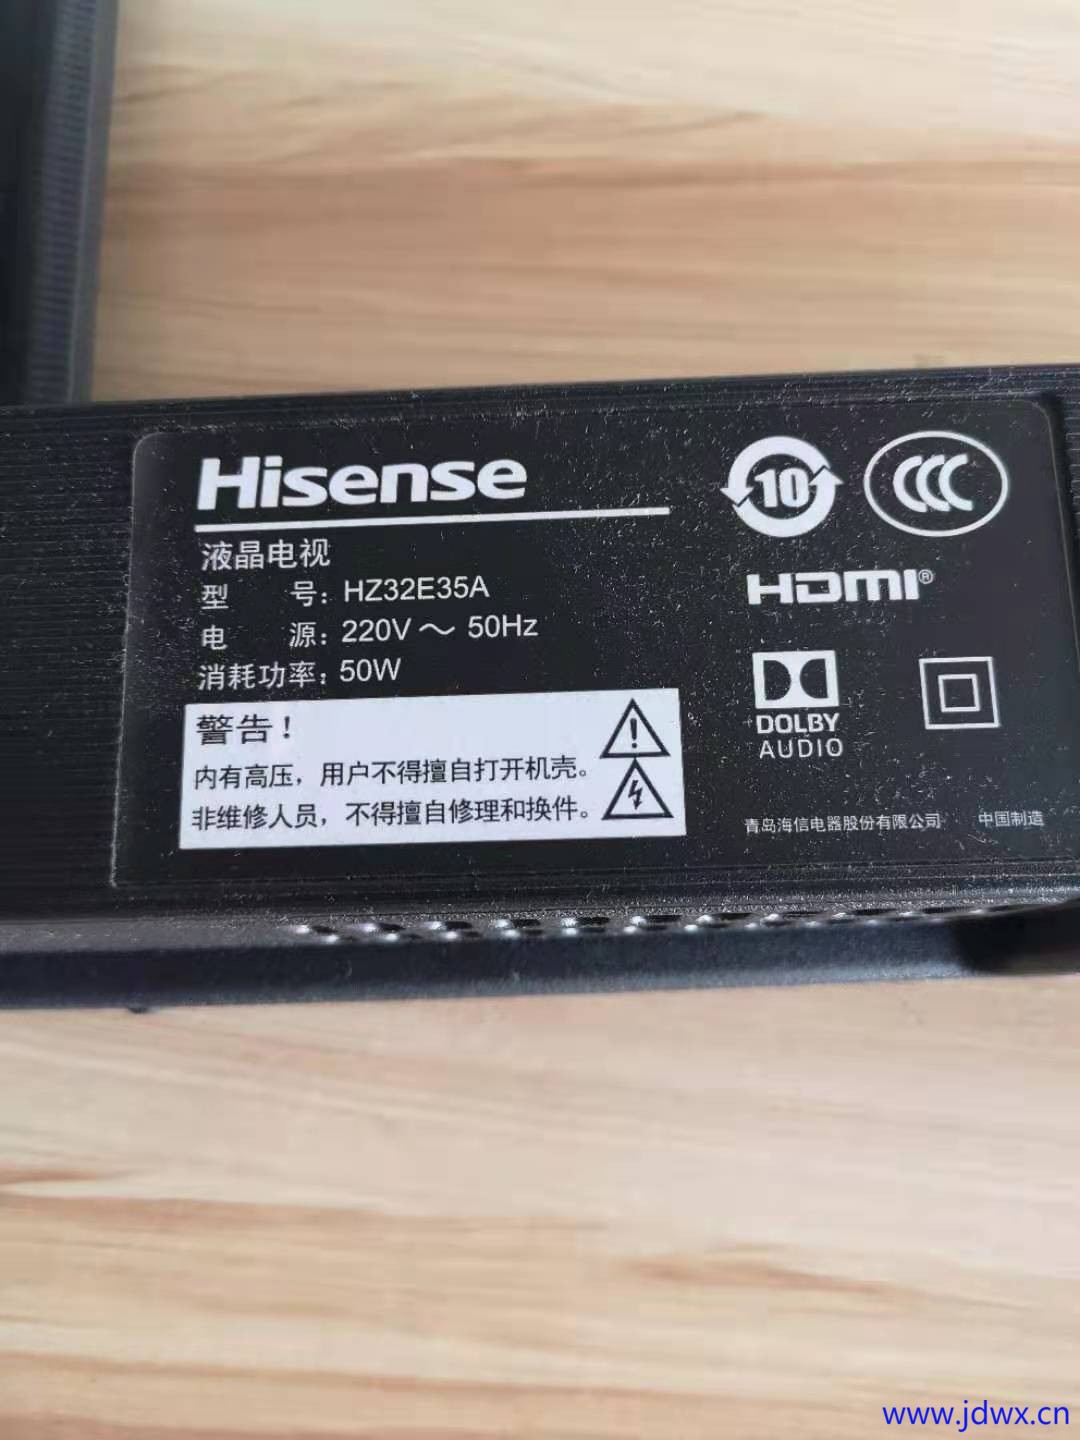 Hisense
液晶电视
型 号：HZ32E35A
电 源：220V～50Hz
消耗功率：50W
警告！
内有高压，用户不得擅自打开机壳。
非维修人员，不得擅自修理和换件。
10
CCC
HDMI®
DOLBY
AUDIO
青岛海信电器股份有限公司 中国制造
www.jdwx.cn